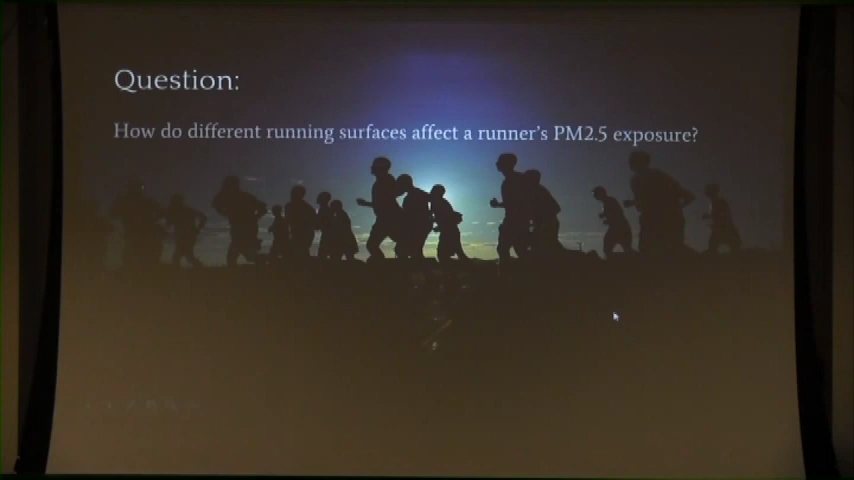 Question:
How do different running surfaces affect a runner's PM2.5 exposure?